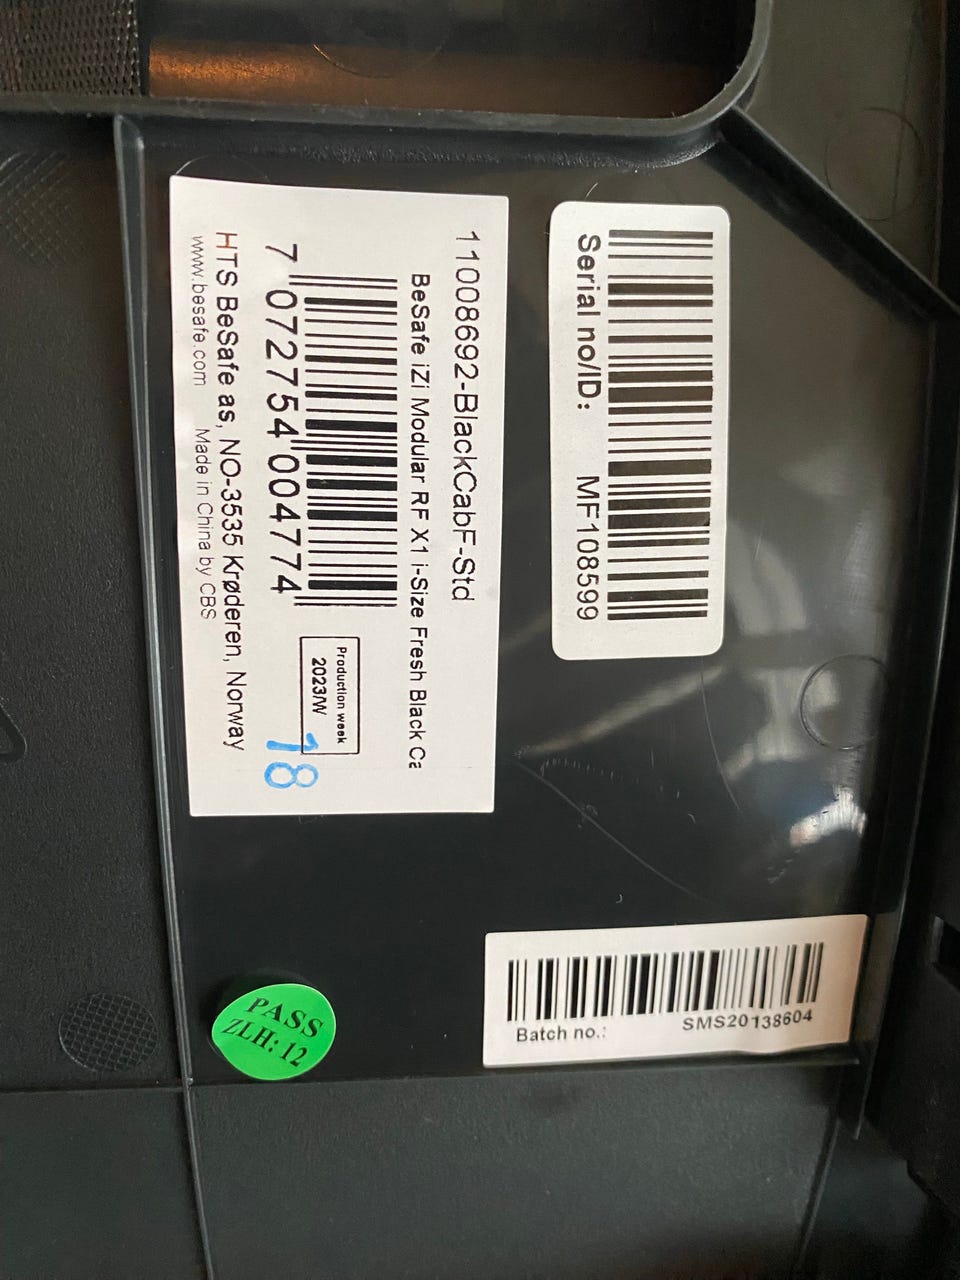 Serial no/ID: MF108599
11008692-BlackCabF-Std
BeSafe iZi Modular RF X1 i-Size Fresh Black Ca
7 072754 004774
Production week
2023/W
18
HTS BeSafe as, NO-3535 Krøderen, Norway
www.besafe.com Made in China by CBS
Batch no.: SMS20138604
PASS
ZLH: 12